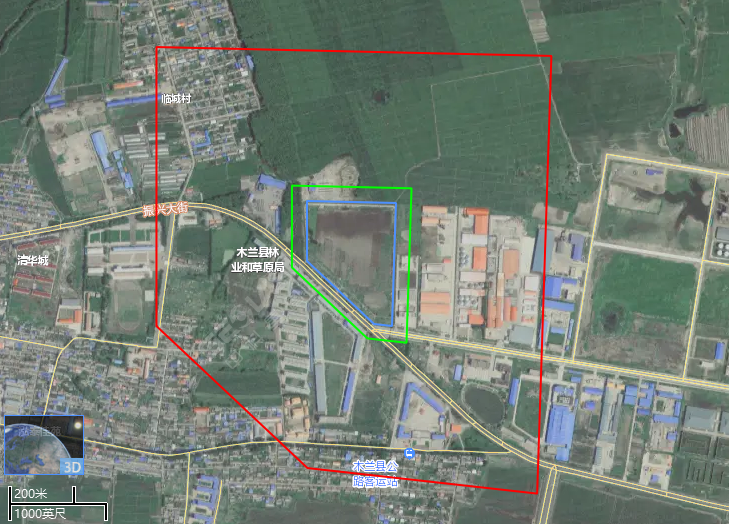 临城村
振兴大街
清华城
木兰县林
业和草原局
木兰县公
路客运站
3D
200米
1000英尺